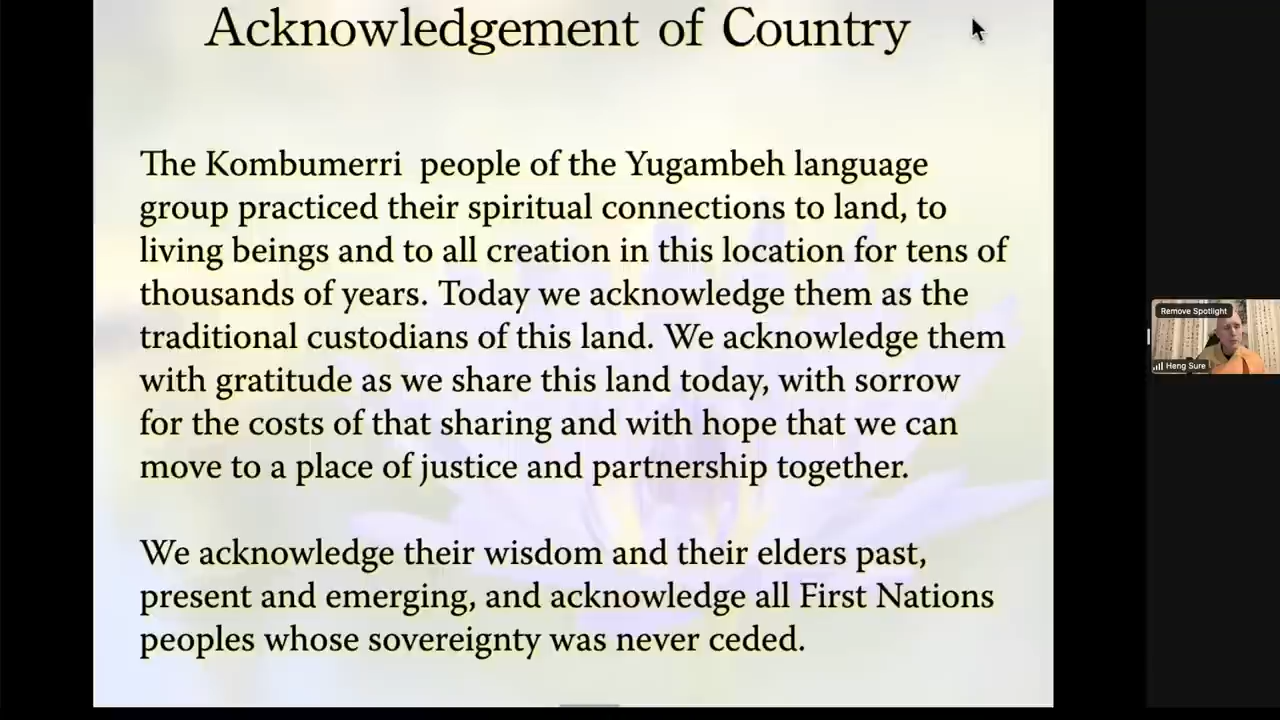 Acknowledgement of Country
The Kombumerri people of the Yugambeh language
group practiced their spiritual connections to land, to
living beings and to all creation in this location for tens of
thousands of years. Today we acknowledge them as the
traditional custodians of this land. We acknowledge them
with gratitude as we share this land today, with sorrow
for the costs of that sharing and with hope that we can
move to a place of justice and partnership together.
We acknowledge their wisdom and their elders past,
present and emerging, and acknowledge all First Nations
peoples whose sovereignty was never ceded.
Remove Spotlight
Heng Sure